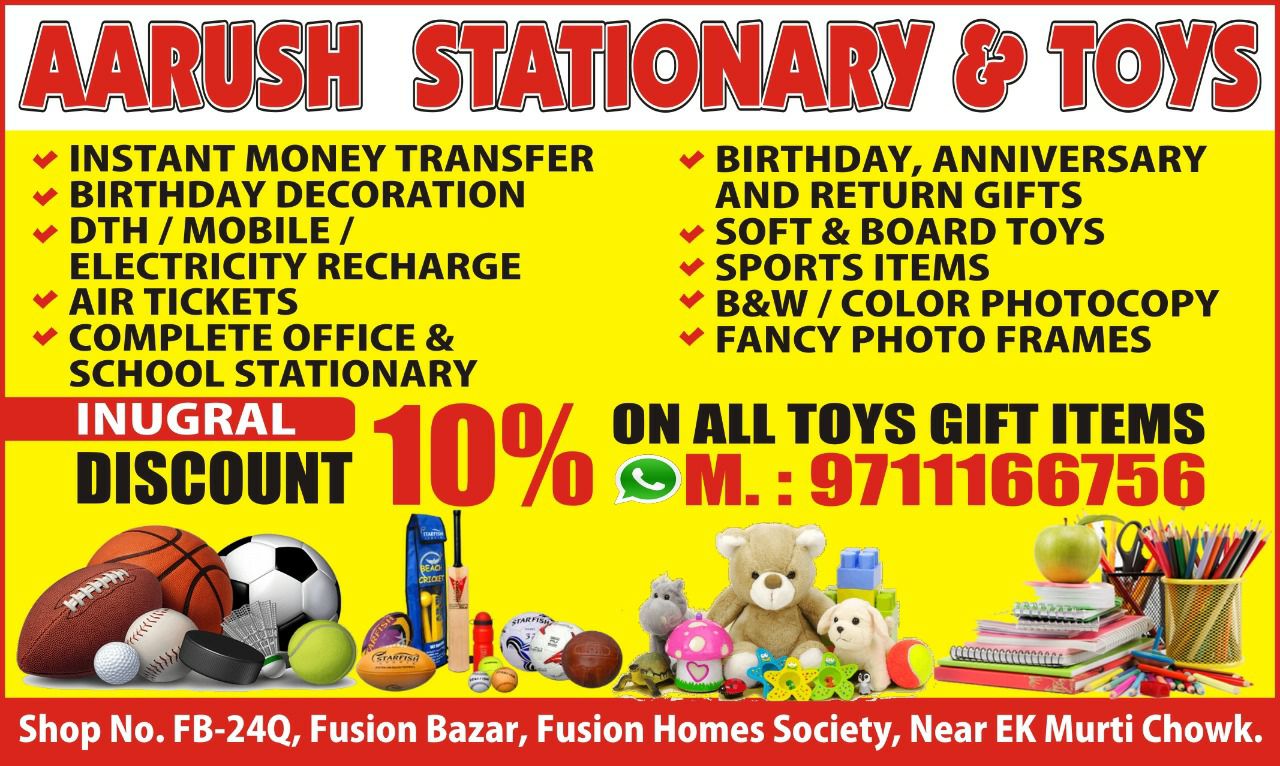 AARUSH STATIONARY & TOYS
INSTANT MONEY TRANSFER
BIRTHDAY DECORATION
DTH / MOBILE /
ELECTRICITY RECHARGE
AIR TICKETS
COMPLETE OFFICE &
SCHOOL STATIONARY
BIRTHDAY, ANNIVERSARY
AND RETURN GIFTS
SOFT & BOARD TOYS
SPORTS ITEMS
B&W / COLOR PHOTOCOPY
FANCY PHOTO FRAMES
INUGRAL
DISCOUNT
10%
ON ALL TOYS GIFT ITEMS
M. : 9711166756
STARFISH
BEACH
CRICKET
STARFISH
STARFISH
STARFISH
Shop No. FB-24Q, Fusion Bazar, Fusion Homes Society, Near EK Murti Chowk.